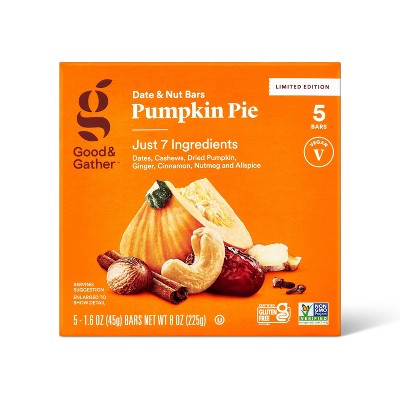 LIMITED EDITION
g
Good&
Gather™
Date & Nut Bars
Pumpkin Pie
5
BARS
VEGAN
V
Just 7 Ingredients
Dates, Cashews, Dried Pumpkin,
Ginger, Cinnamon, Nutmeg and Allspice
SERVING
SUGGESTION
ENLARGED TO
SHOW DETAIL
5 - 1.6 OZ (45g) BARS NET WT 8 OZ (225g)
U
CERTIFIED
GLUTEN
FREE
NON
GMO
VERIFIED